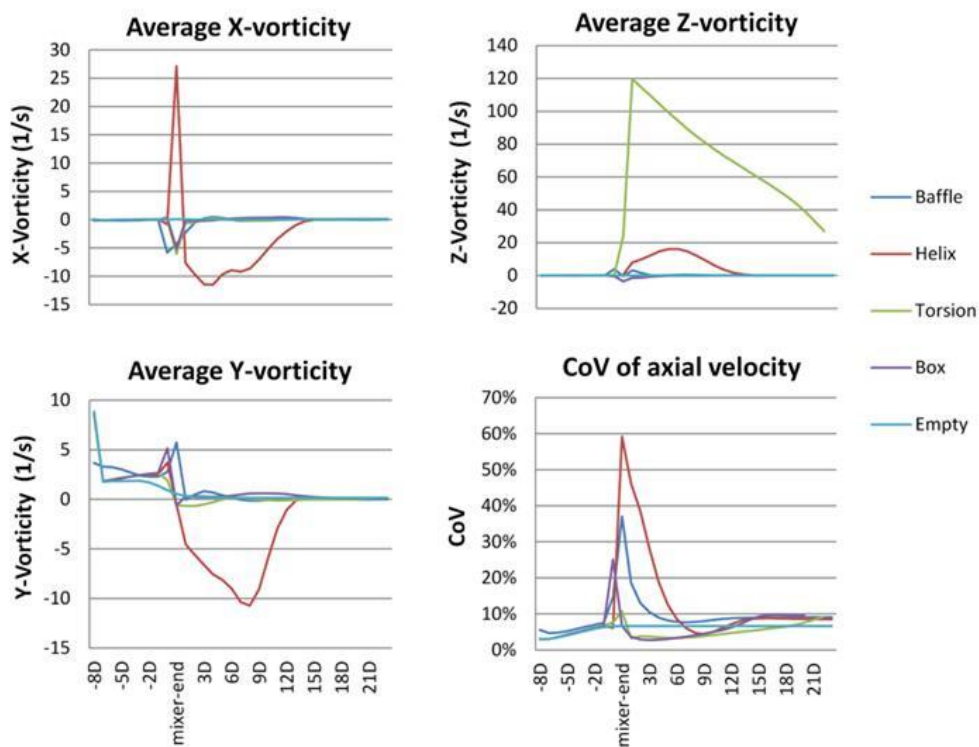 Average X-vorticity
X-Vorticity (1/s)
30
25
20
15
10
5
0
-5
-10
-15
Average Z-vorticity
Z-Vorticity (1/s)
140
120
100
80
60
40
20
0
-20
Baffle
Helix
Torsion
Box
Empty
Average Y-vorticity
Y-Vorticity (1/s)
10
5
0
-5
-10
-15
-8D
-5D
-2D
mixer-end
3D
6D
9D
12D
15D
18D
21D
CoV of axial velocity
CoV
70%
60%
50%
40%
30%
20%
10%
0%
-8D
-5D
-2D
mixer-end
3D
6D
9D
12D
15D
18D
21D